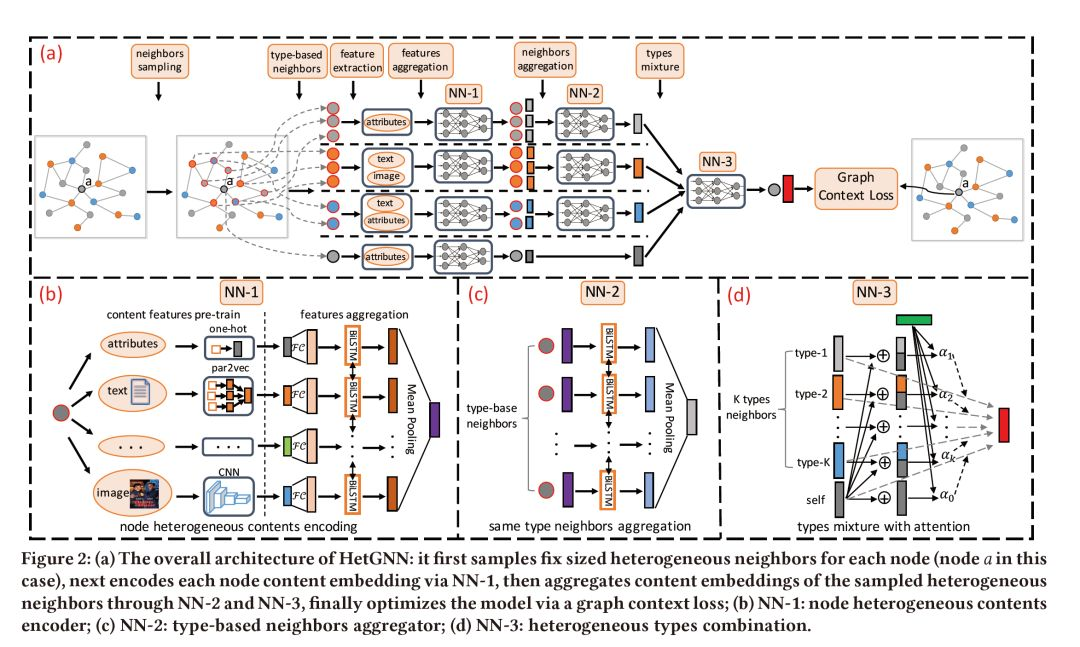 (a)
neighbors
sampling
type-based
neighbors
feature
extraction
features
aggregation
neighbors
aggregation
types
mixture
NN-1
NN-2
NN-3
attributes
text
image
text
attributes
attributes
a
a
Graph
Context Loss
a
(b)
NN-1
content features pre-train
features aggregation
attributes
one-hot
FC
BiLSTM
text
par2vec
FC
BiLSTM
. . .
. . . .
FC
image
CNN
FC
BiLSTM
Mean Pooling
node heterogeneous contents encoding
(c)
NN-2
type-base
neighbors
BiLSTM
BiLSTM
BiLSTM
Mean Pooling
same type neighbors aggregation
(d)
NN-3
K types
neighbors
type-1
type-2
type-K
self
α1
α2
αk
α0
types mixture with attention
Figure 2: (a) The overall architecture of HetGNN: it first samples fix sized heterogeneous neighbors for each node (node a in this
case), next encodes each node content embedding via NN-1, then aggregates content embeddings of the sampled heterogeneous
neighbors through NN-2 and NN-3, finally optimizes the model via a graph context loss; (b) NN-1: node heterogeneous contents
encoder; (c) NN-2: type-based neighbors aggregator; (d) NN-3: heterogeneous types combination.